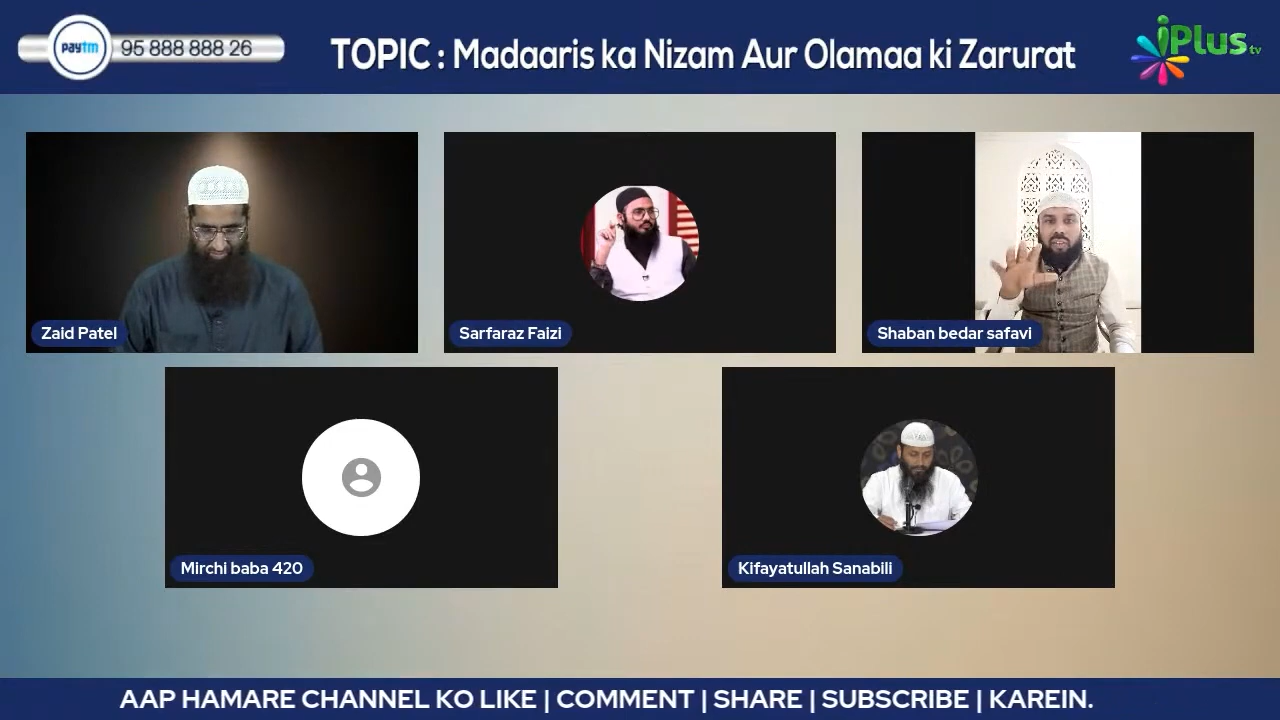 paytm 95 888 888 26
TOPIC : Madaaris ka Nizam Aur Olamaa ki Zarurat
iPlus tv
Zaid Patel
Sarfaraz Faizi
Shaban bedar safavi
Mirchi baba 420
Kifayatullah Sanabili
AAP HAMARE CHANNEL KO LIKE | COMMENT | SHARE | SUBSCRIBE | KAREIN.